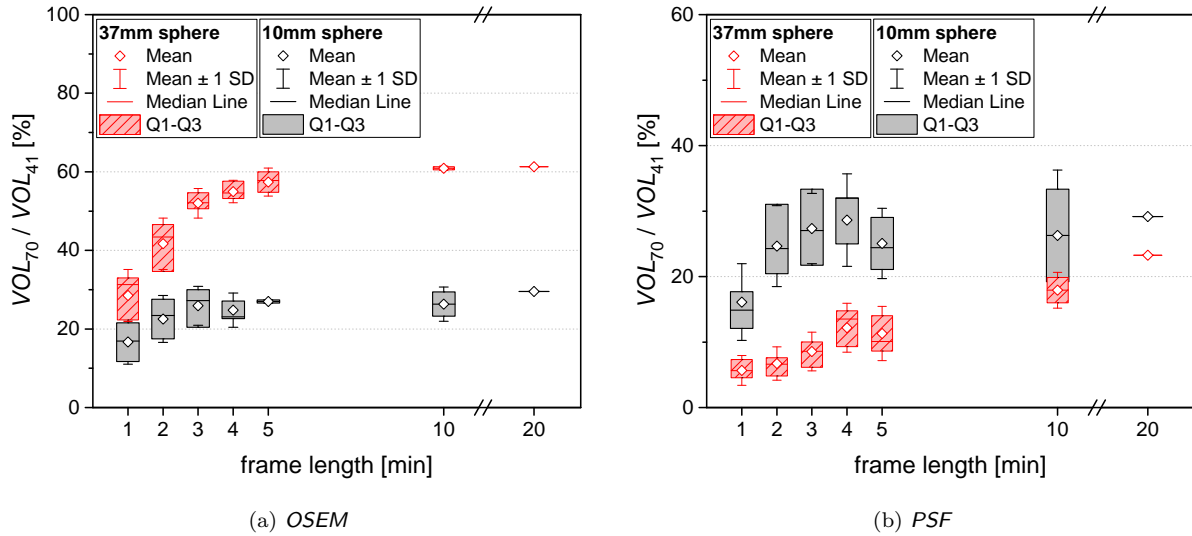 100
80
60
40
20
0
VOL70 / VOL41 [%]
37mm sphere
Mean
Mean ± 1 SD
Median Line
Q1-Q3
10mm sphere
Mean
Mean ± 1 SD
Median Line
Q1-Q3
1 2 3 4 5 10 20
frame length [min]
(a) OSEM
60
40
20
0
VOL70 / VOL41 [%]
37mm sphere
Mean
Mean ± 1 SD
Median Line
Q1-Q3
10mm sphere
Mean
Mean ± 1 SD
Median Line
Q1-Q3
1 2 3 4 5 10 20
frame length [min]
(b) PSF